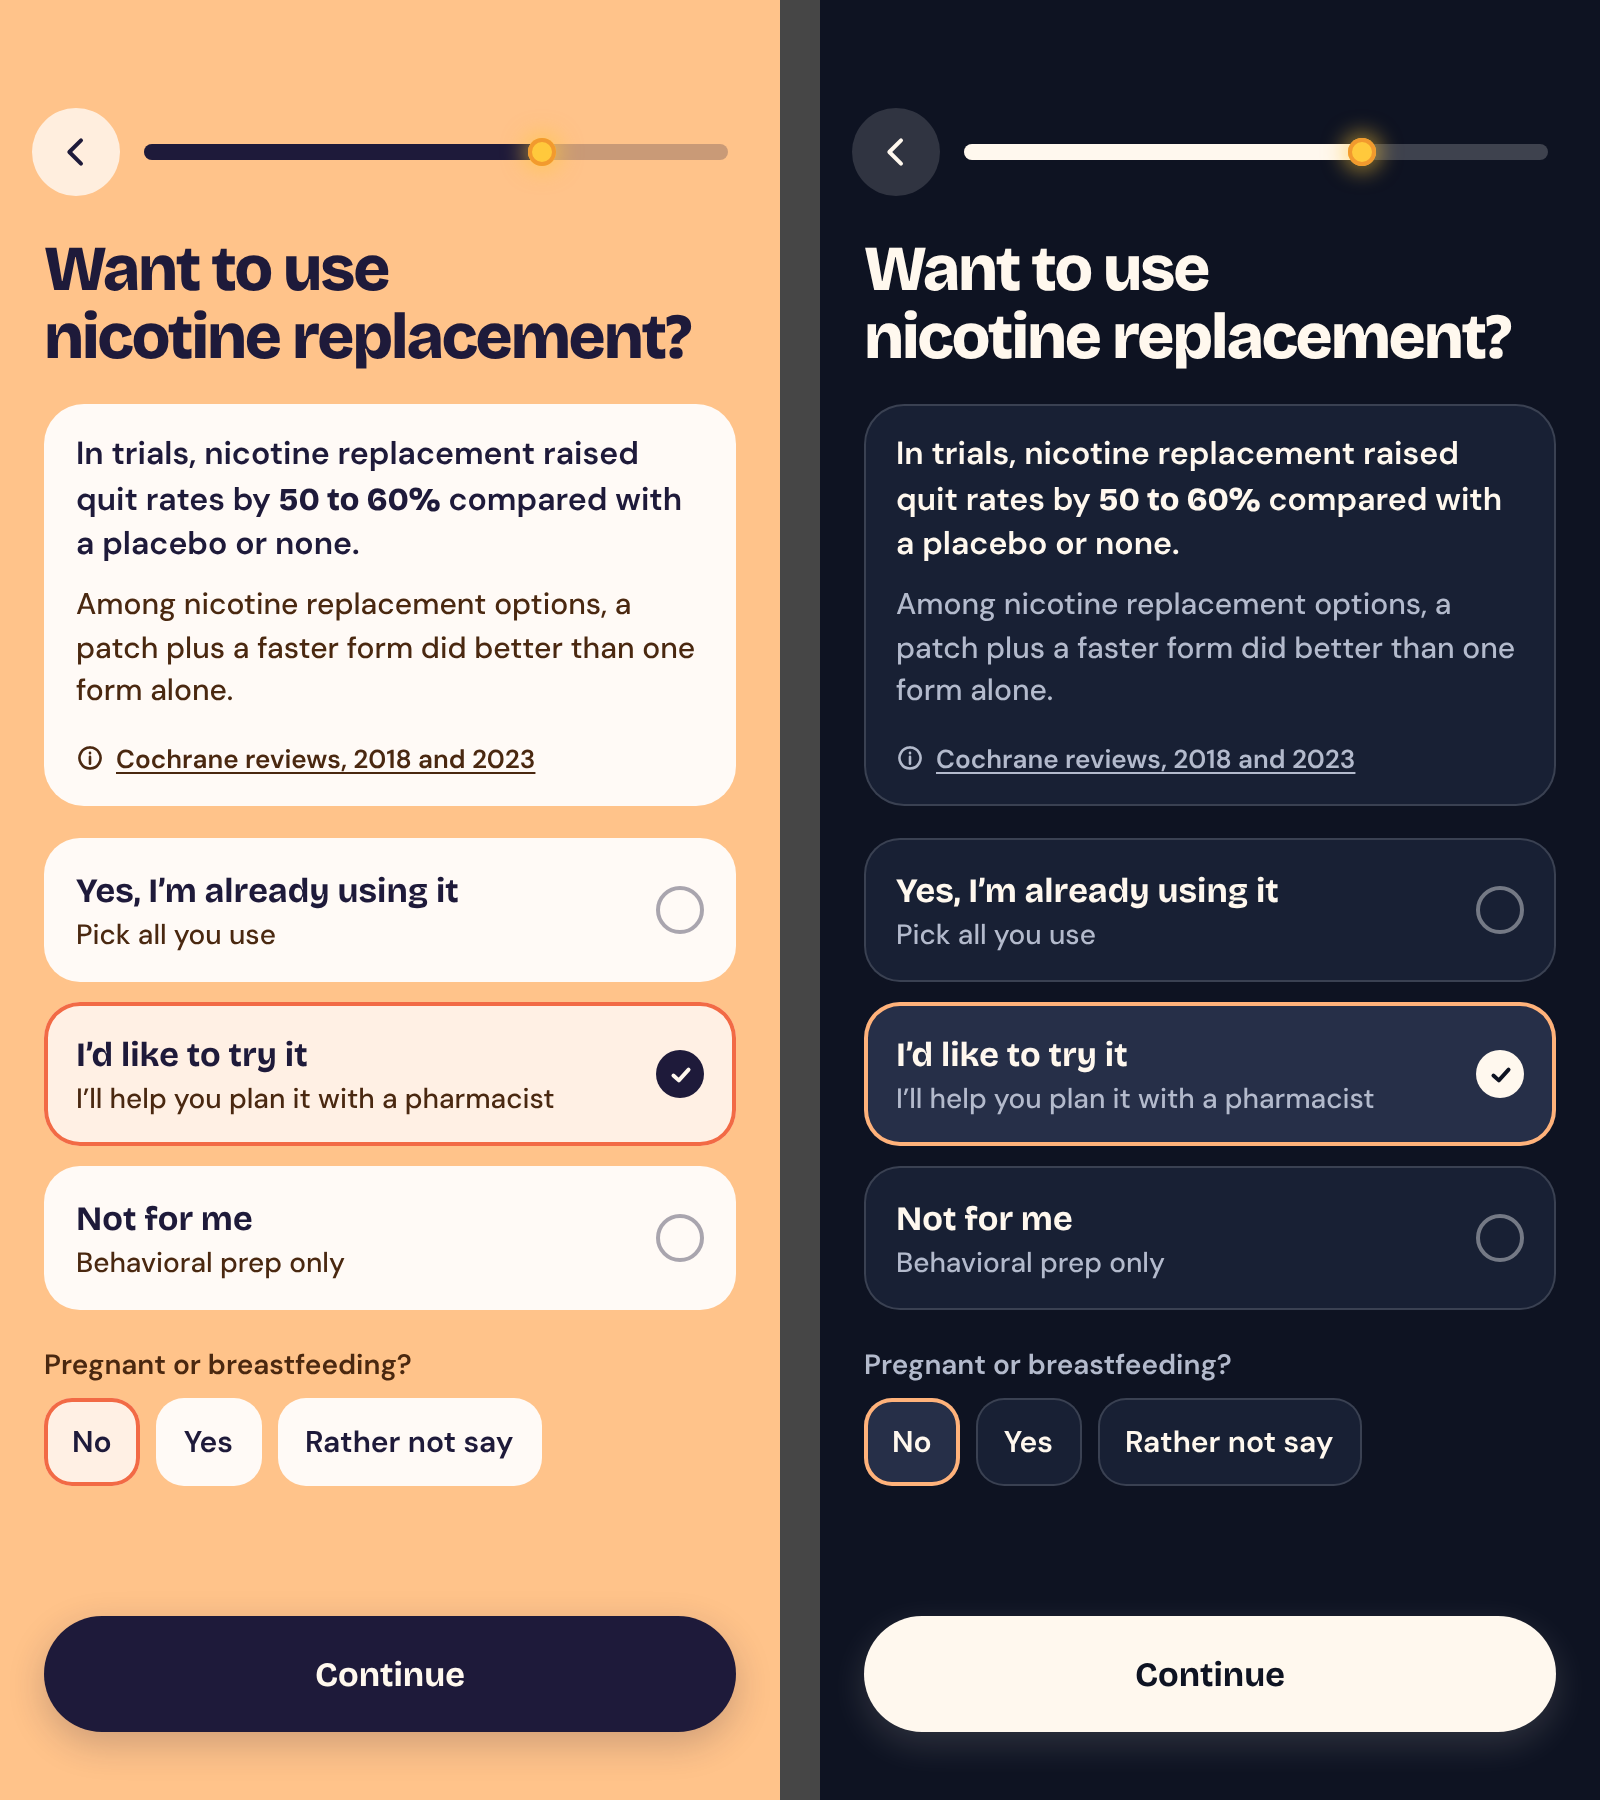 Want to use
nicotine replacement?
In trials, nicotine replacement raised
quit rates by 50 to 60% compared with
a placebo or none.
Among nicotine replacement options, a
patch plus a faster form did better than one
form alone.
Cochrane reviews, 2018 and 2023
Yes, I’m already using it
Pick all you use
I’d like to try it
I’ll help you plan it with a pharmacist
Not for me
Behavioral prep only
Pregnant or breastfeeding?
No Yes Rather not say
Continue
Want to use
nicotine replacement?
In trials, nicotine replacement raised
quit rates by 50 to 60% compared with
a placebo or none.
Among nicotine replacement options, a
patch plus a faster form did better than one
form alone.
Cochrane reviews, 2018 and 2023
Yes, I’m already using it
Pick all you use
I’d like to try it
I’ll help you plan it with a pharmacist
Not for me
Behavioral prep only
Pregnant or breastfeeding?
No Yes Rather not say
Continue